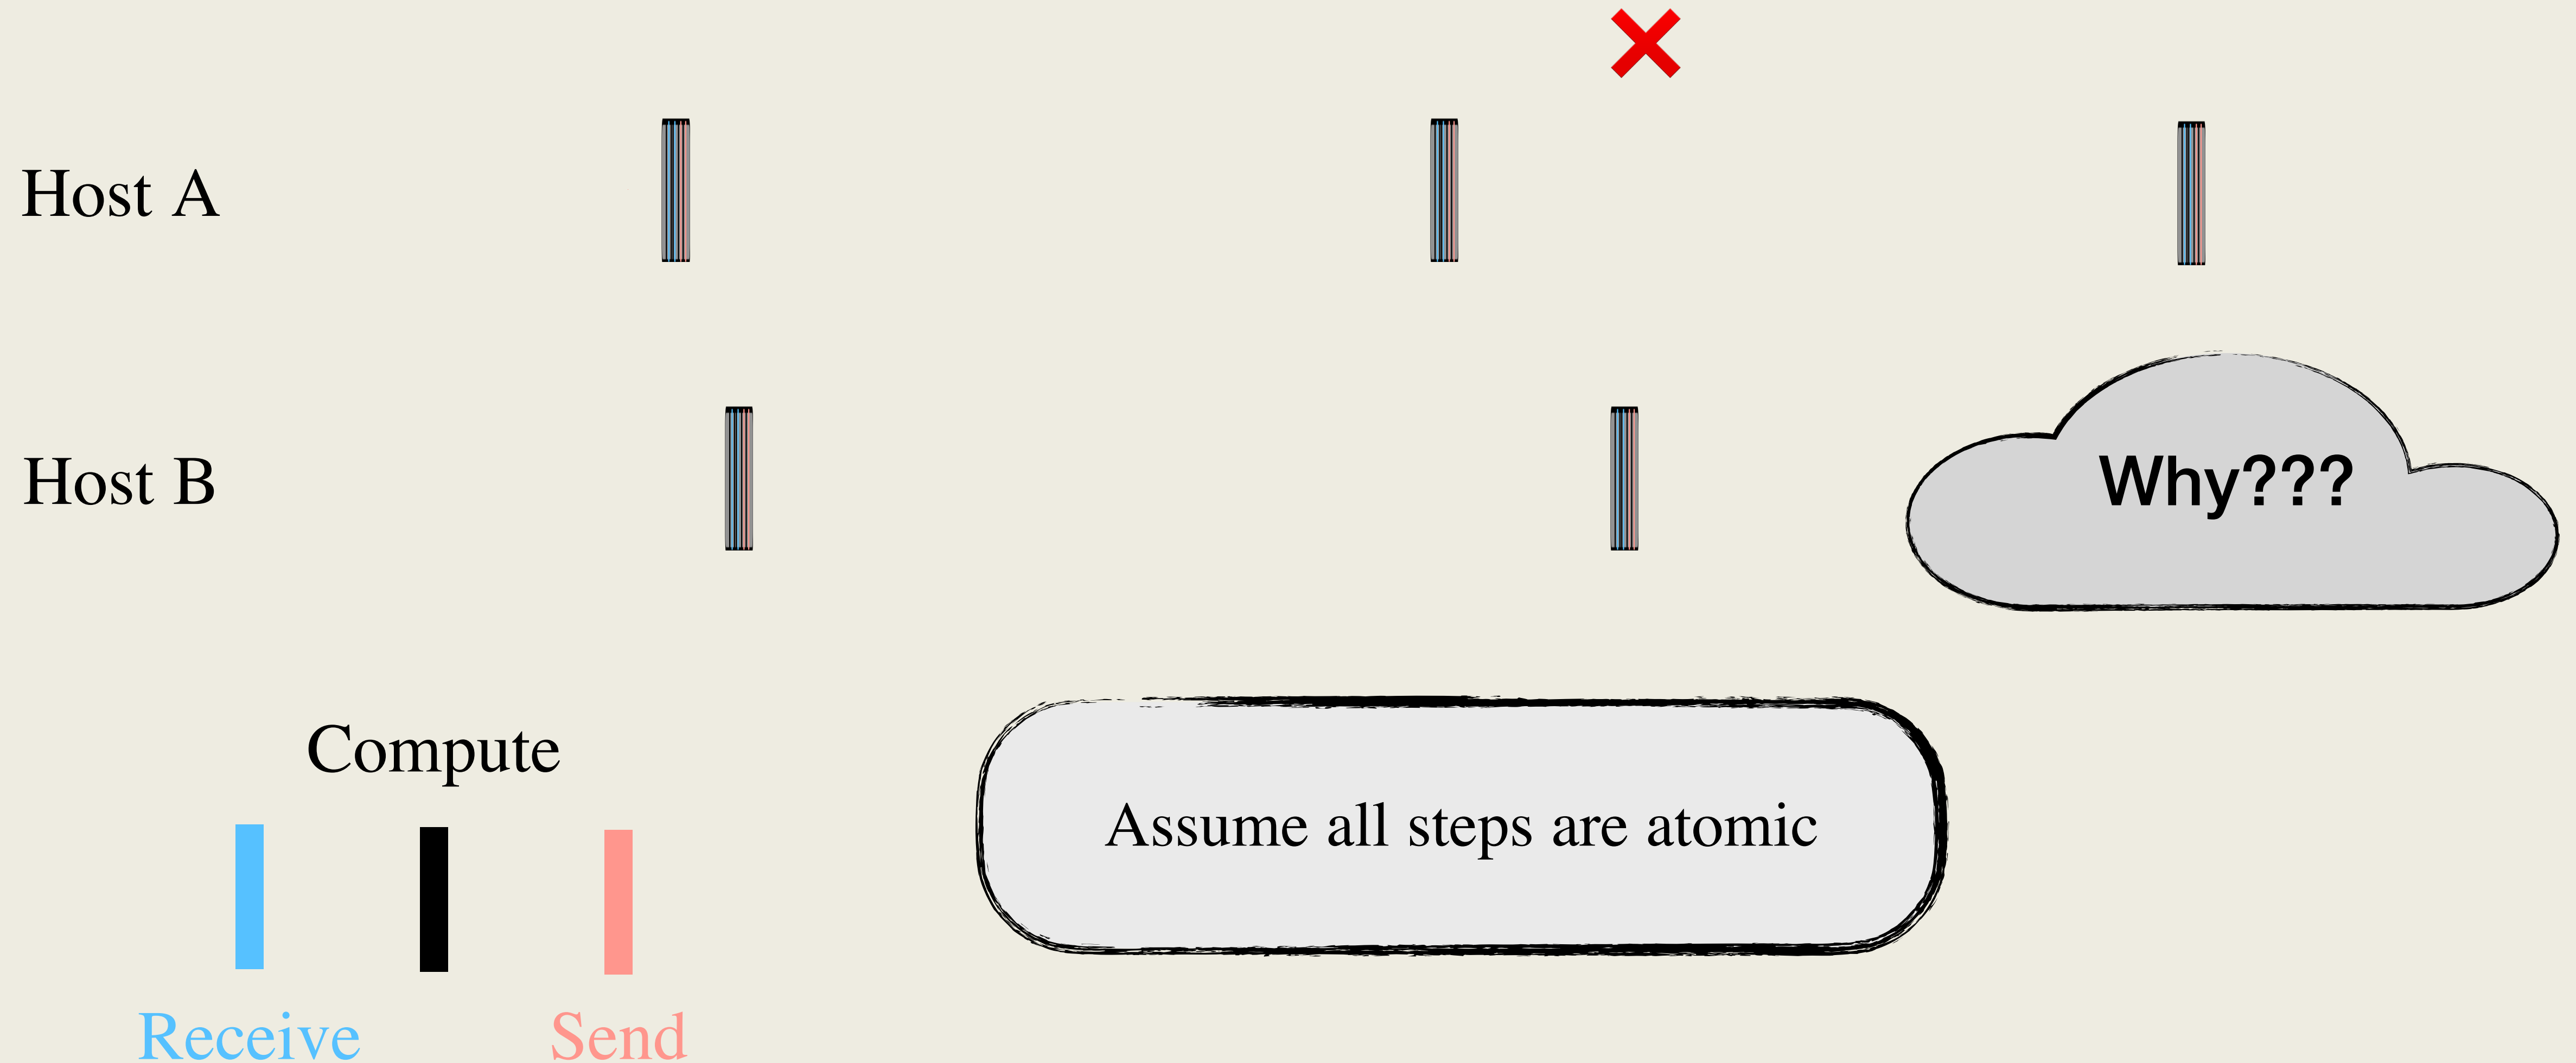 Host A
Host B
Why???
Compute
Assume all steps are atomic
Receive
Send